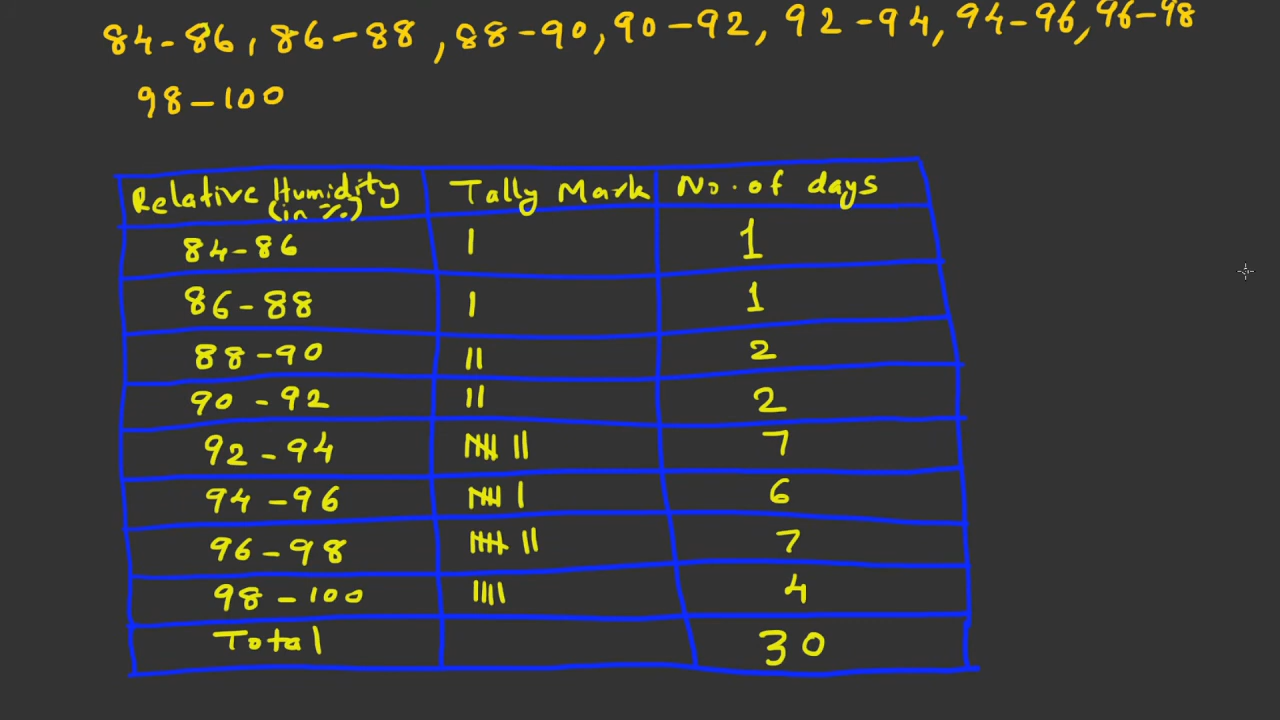 84-86, 86-88, 88-90, 90-92, 92-94, 94-96, 96-98
98-100
Relative Humidity (in %) Tally Mark No. of days
84-86 | 1
86-88 | 1
88-90 || 2
90-92 || 2
92-94 |||| || 7
94-96 |||| | 6
96-98 |||| || 7
98-100 |||| 4
Total 30